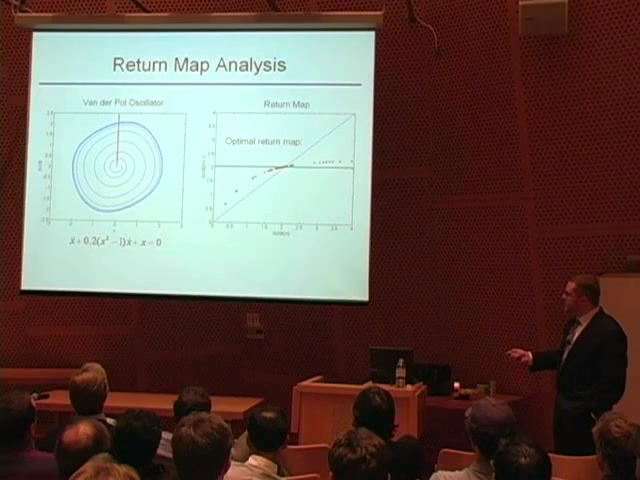 Return Map Analysis
Van der Pol Oscillator
Return Map
Optimal return map:
ẍ + 0.2(x² − 1)ẋ + x = 0